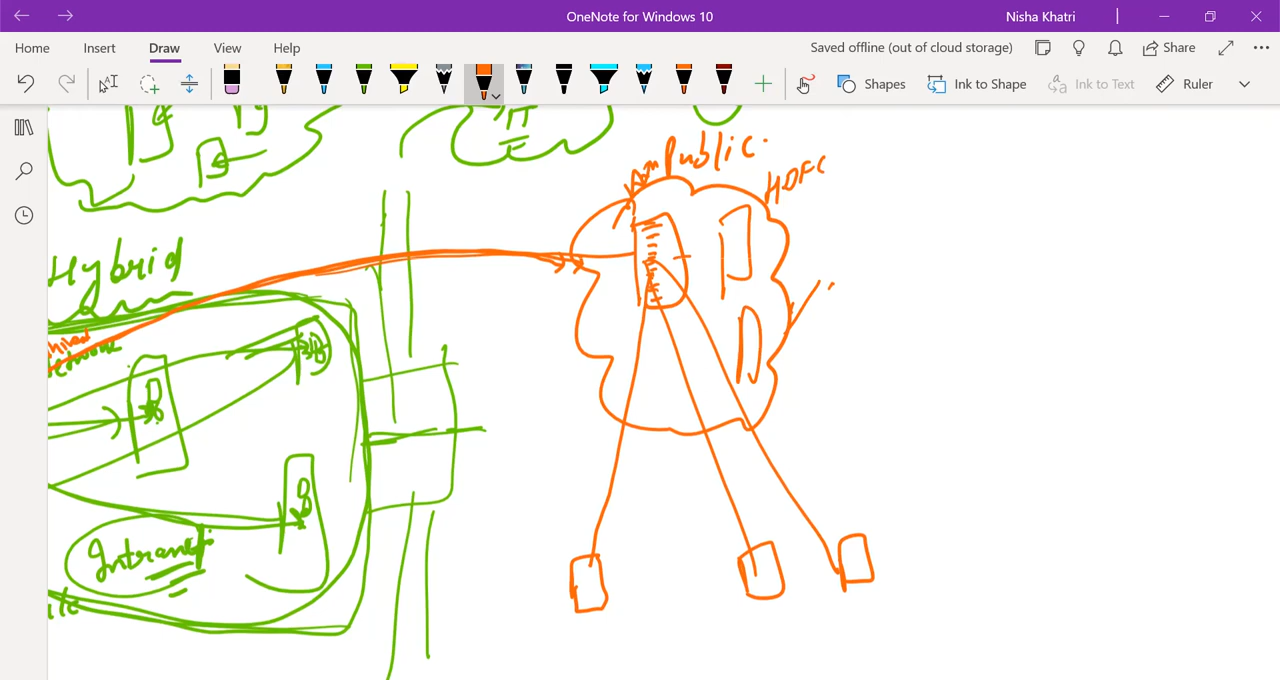 OneNote for Windows 10
Nisha Khatri
Home Insert Draw View Help
Saved offline (out of cloud storage)
Share
Shapes
Ink to Shape
Ink to Text
Ruler
Public
HDFC
Hybrid
DB
Intranet